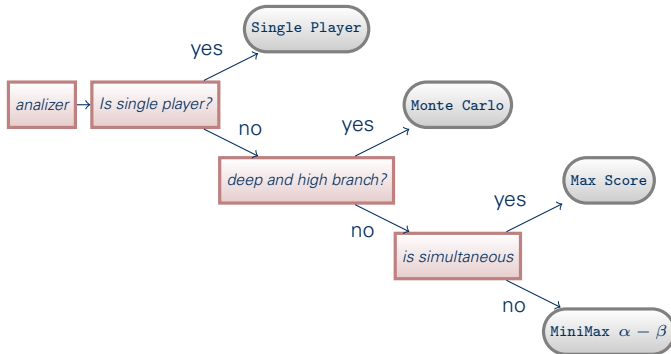 Single Player
yes
analizer
Is single player?
no
yes
Monte Carlo
deep and high branch?
yes
Max Score
no
is simultaneous
no
MiniMax α − β